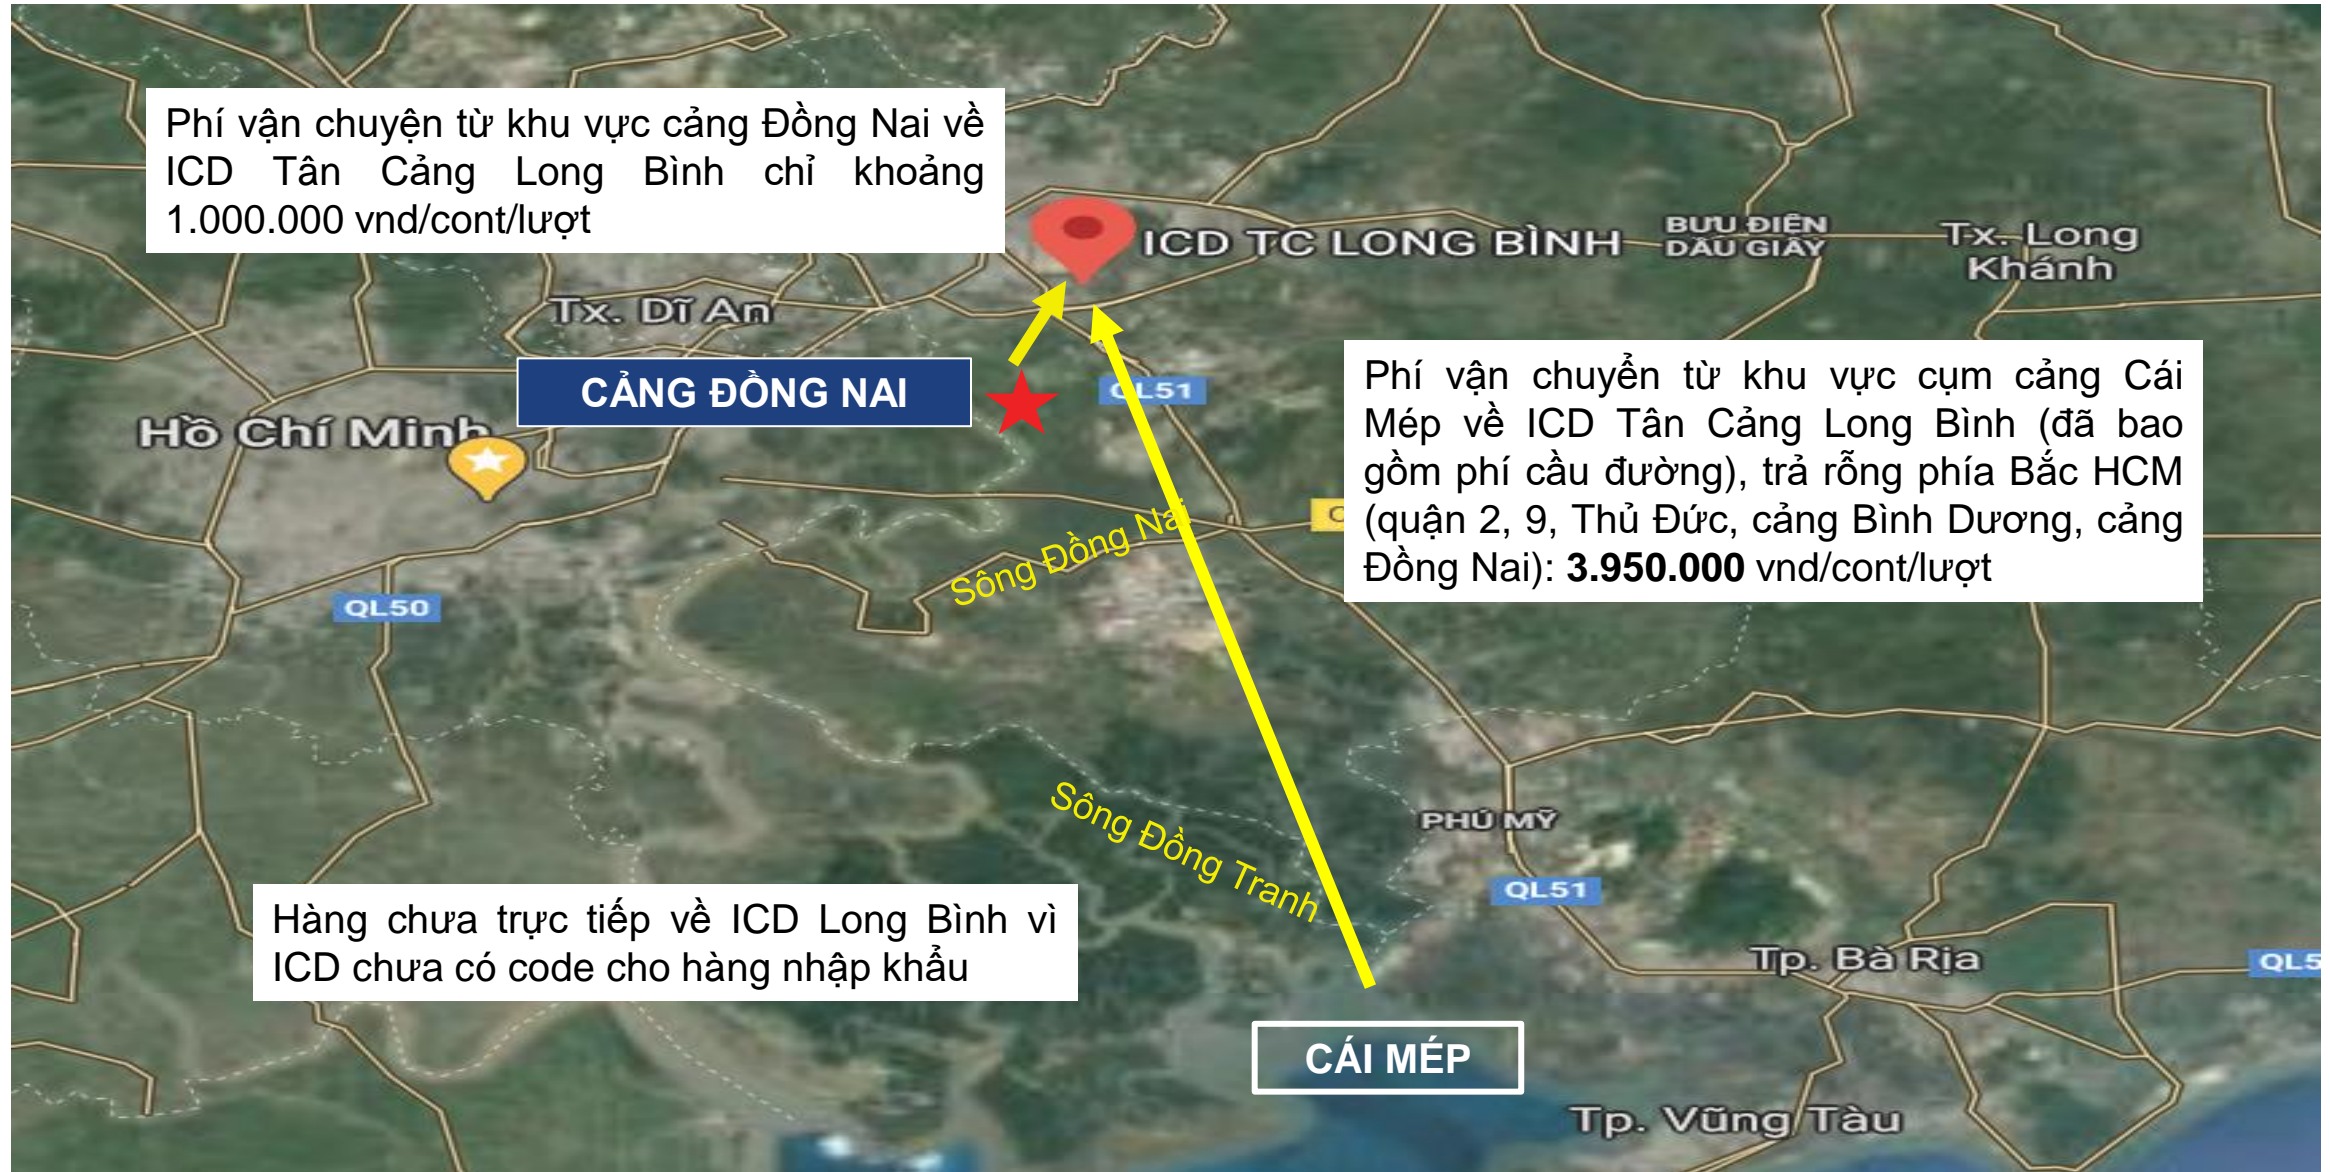 Phí vận chuyện từ khu vực cảng Đồng Nai về
ICD Tân Cảng Long Bình chỉ khoảng
1.000.000 vnd/cont/lượt
ICD TC LONG BÌNH
BƯU ĐIỆN
DẦU GIÂY
Tx. Long
Khánh
Tx. Dĩ An
CẢNG ĐỒNG NAI
QL51
Hồ Chí Minh
Phí vận chuyển từ khu vực cụm cảng Cái
Mép về ICD Tân Cảng Long Bình (đã bao
gồm phí cầu đường), trả rỗng phía Bắc HCM
(quận 2, 9, Thủ Đức, cảng Bình Dương, cảng
Đồng Nai): 3.950.000 vnd/cont/lượt
Sông Đồng Nai
QL50
Sông Đồng Tranh
PHÚ MỸ
QL51
Hàng chưa trực tiếp về ICD Long Bình vì
ICD chưa có code cho hàng nhập khẩu
Tp. Bà Rịa
QL5
CÁI MÉP
Tp. Vũng Tàu